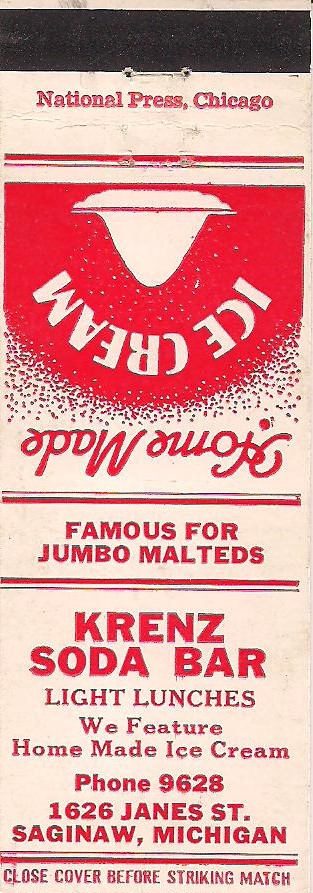 National Press, Chicago
Home Made
ICE CREAM
FAMOUS FOR
JUMBO MALTEDS
KRENZ
SODA BAR
LIGHT LUNCHES
We Feature
Home Made Ice Cream
Phone 9628
1626 JANES ST.
SAGINAW, MICHIGAN
CLOSE COVER BEFORE STRIKING MATCH